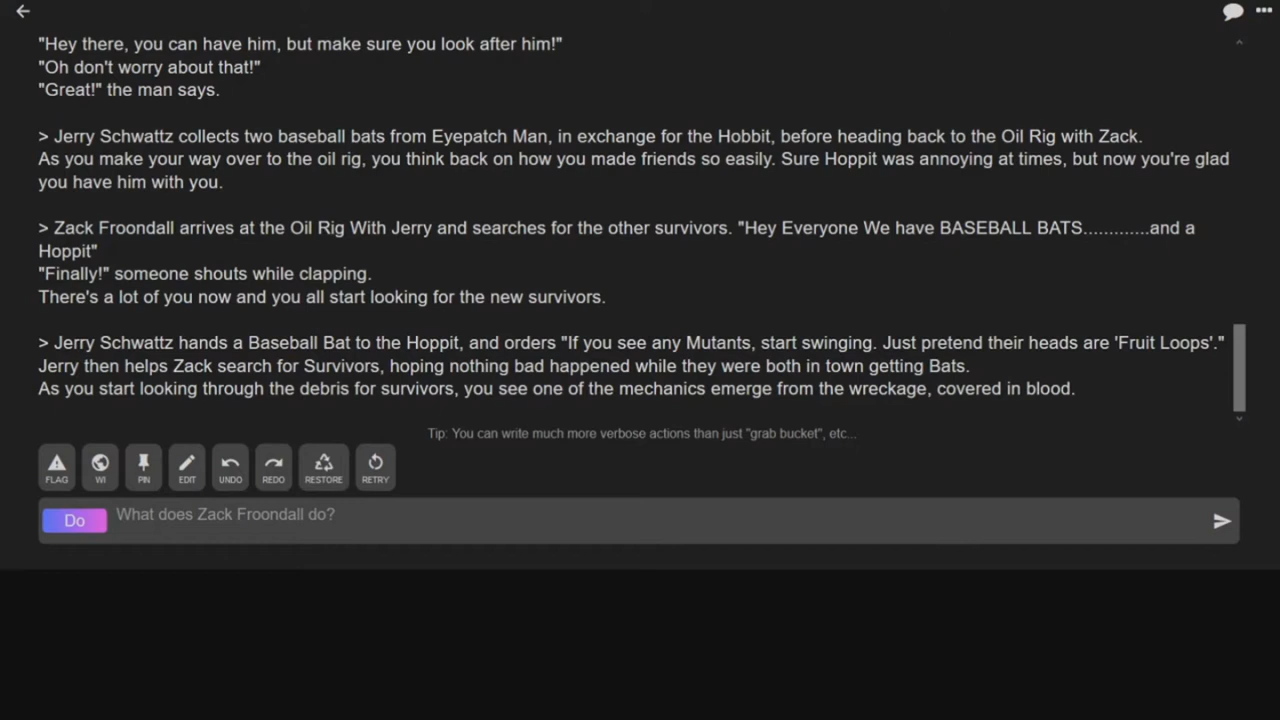 "Hey there, you can have him, but make sure you look after him!"
"Oh don't worry about that!"
"Great!" the man says.
> Jerry Schwattz collects two baseball bats from Eyepatch Man, in exchange for the Hobbit, before heading back to the Oil Rig with Zack.
As you make your way over to the oil rig, you think back on how you made friends so easily. Sure Hoppit was annoying at times, but now you're glad
you have him with you.
> Zack Froondall arrives at the Oil Rig With Jerry and searches for the other survivors. "Hey Everyone We have BASEBALL BATS.............and a
Hoppit"
"Finally!" someone shouts while clapping.
There's a lot of you now and you all start looking for the new survivors.
> Jerry Schwattz hands a Baseball Bat to the Hoppit, and orders "If you see any Mutants, start swinging. Just pretend their heads are 'Fruit Loops'."
Jerry then helps Zack search for Survivors, hoping nothing bad happened while they were both in town getting Bats.
As you start looking through the debris for survivors, you see one of the mechanics emerge from the wreckage, covered in blood.
Tip: You can write much more verbose actions than just "grab bucket", etc...
FLAG WI PIN EDIT UNDO REDO RESTORE RETRY
Do What does Zack Froondall do?